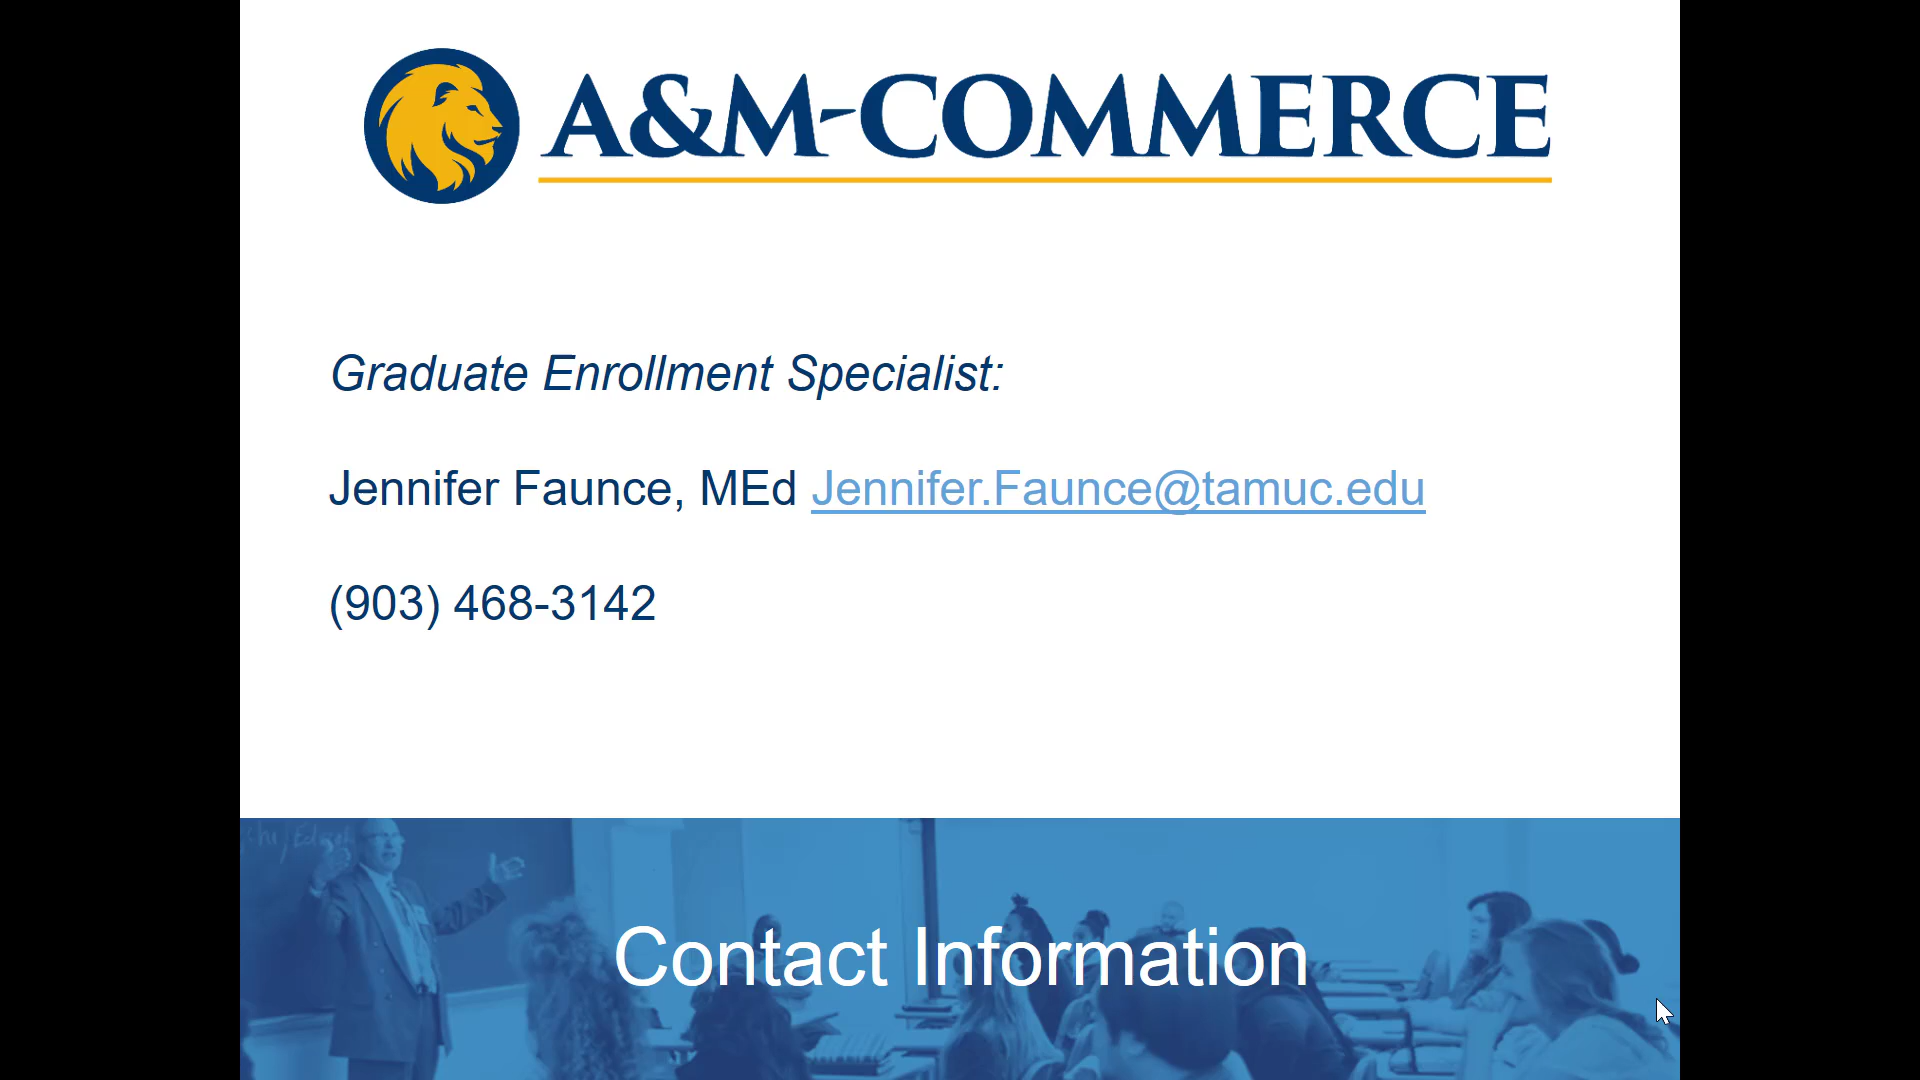 A&M-COMMERCE
Graduate Enrollment Specialist:
Jennifer Faunce, MEd Jennifer.Faunce@tamuc.edu
(903) 468-3142
Contact Information